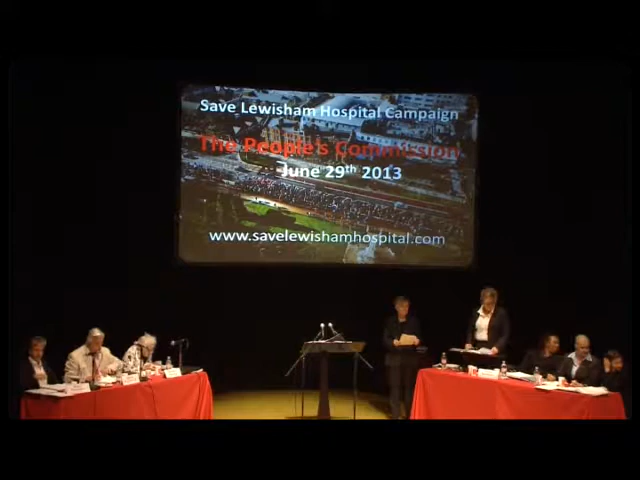 Save Lewisham Hospital Campaign
The People's Commission
June 29th 2013
www.savelewishamhospital.com